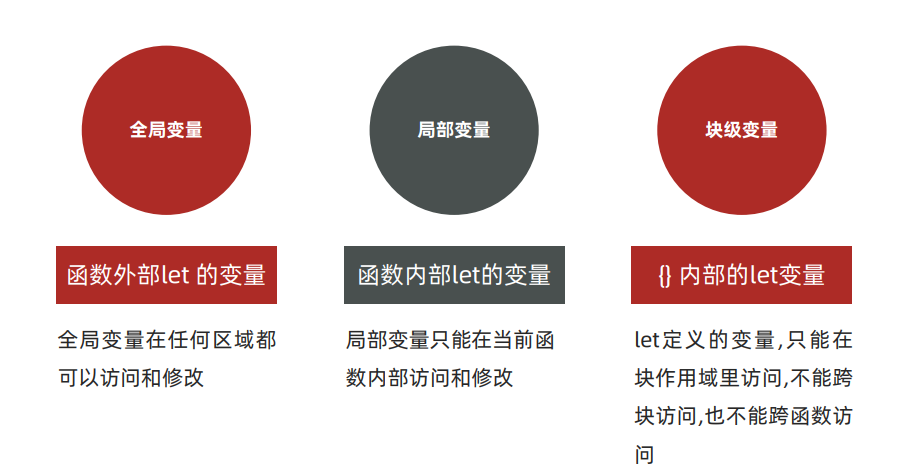 全局变量
局部变量
块级变量
函数外部let 的变量
函数内部let的变量
{} 内部的let变量
全局变量在任何区域都
可以访问和修改
局部变量只能在当前函
数内部访问和修改
let定义的变量,只能在
块作用域里访问,不能跨
块访问,也不能跨函数访
问